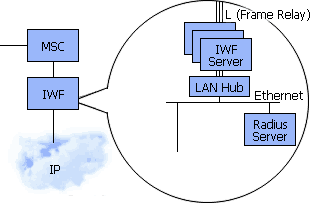 MSC
IWF
IP
L (Frame Relay)
IWF
Server
LAN Hub
Ethernet
Radius
Server